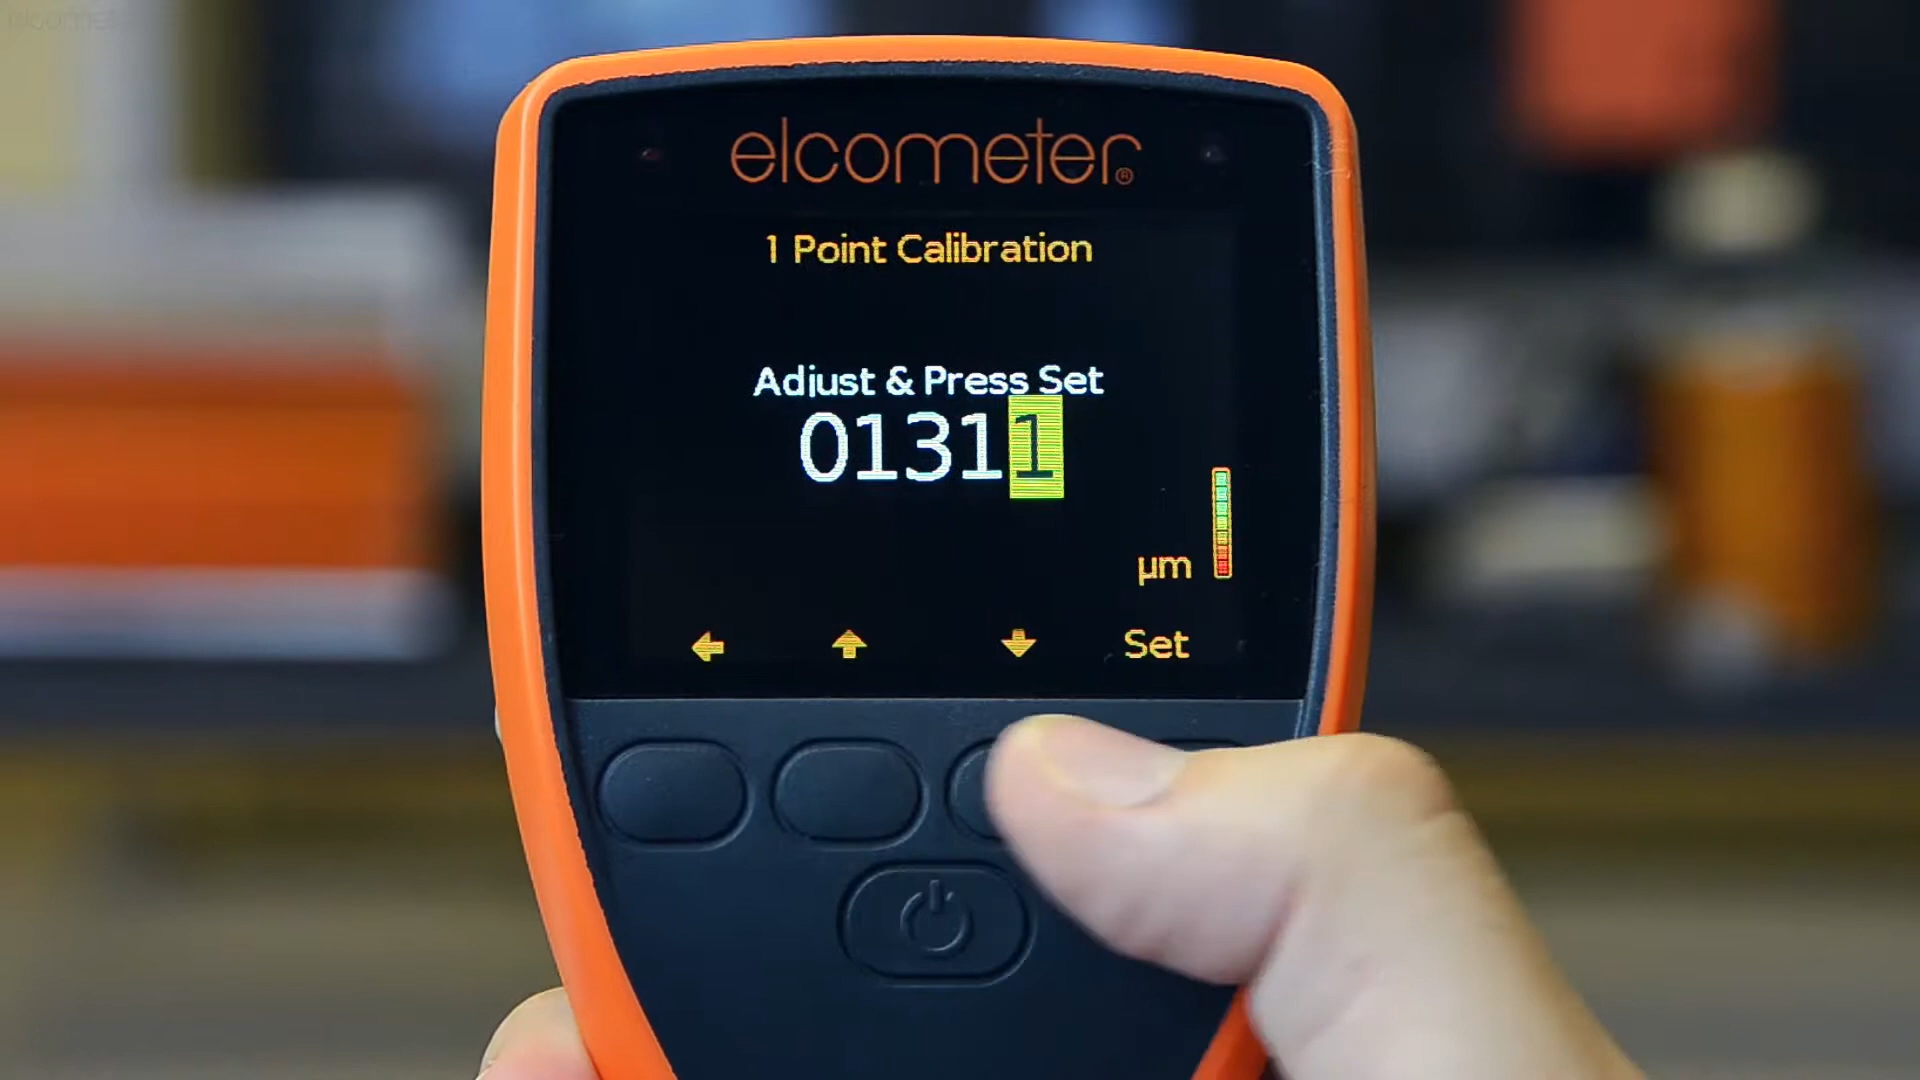 elcometer®
1 Point Calibration
Adjust & Press Set
01311
µm
Set